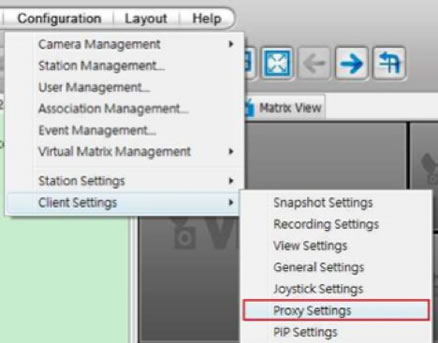 Configuration Layout Help
Camera Management
Station Management...
User Management...
Association Management...
Event Management...
Virtual Matrix Management
Station Settings
Client Settings
Matrix View
Snapshot Settings
Recording Settings
View Settings
General Settings
Joystick Settings
Proxy Settings
PiP Settings